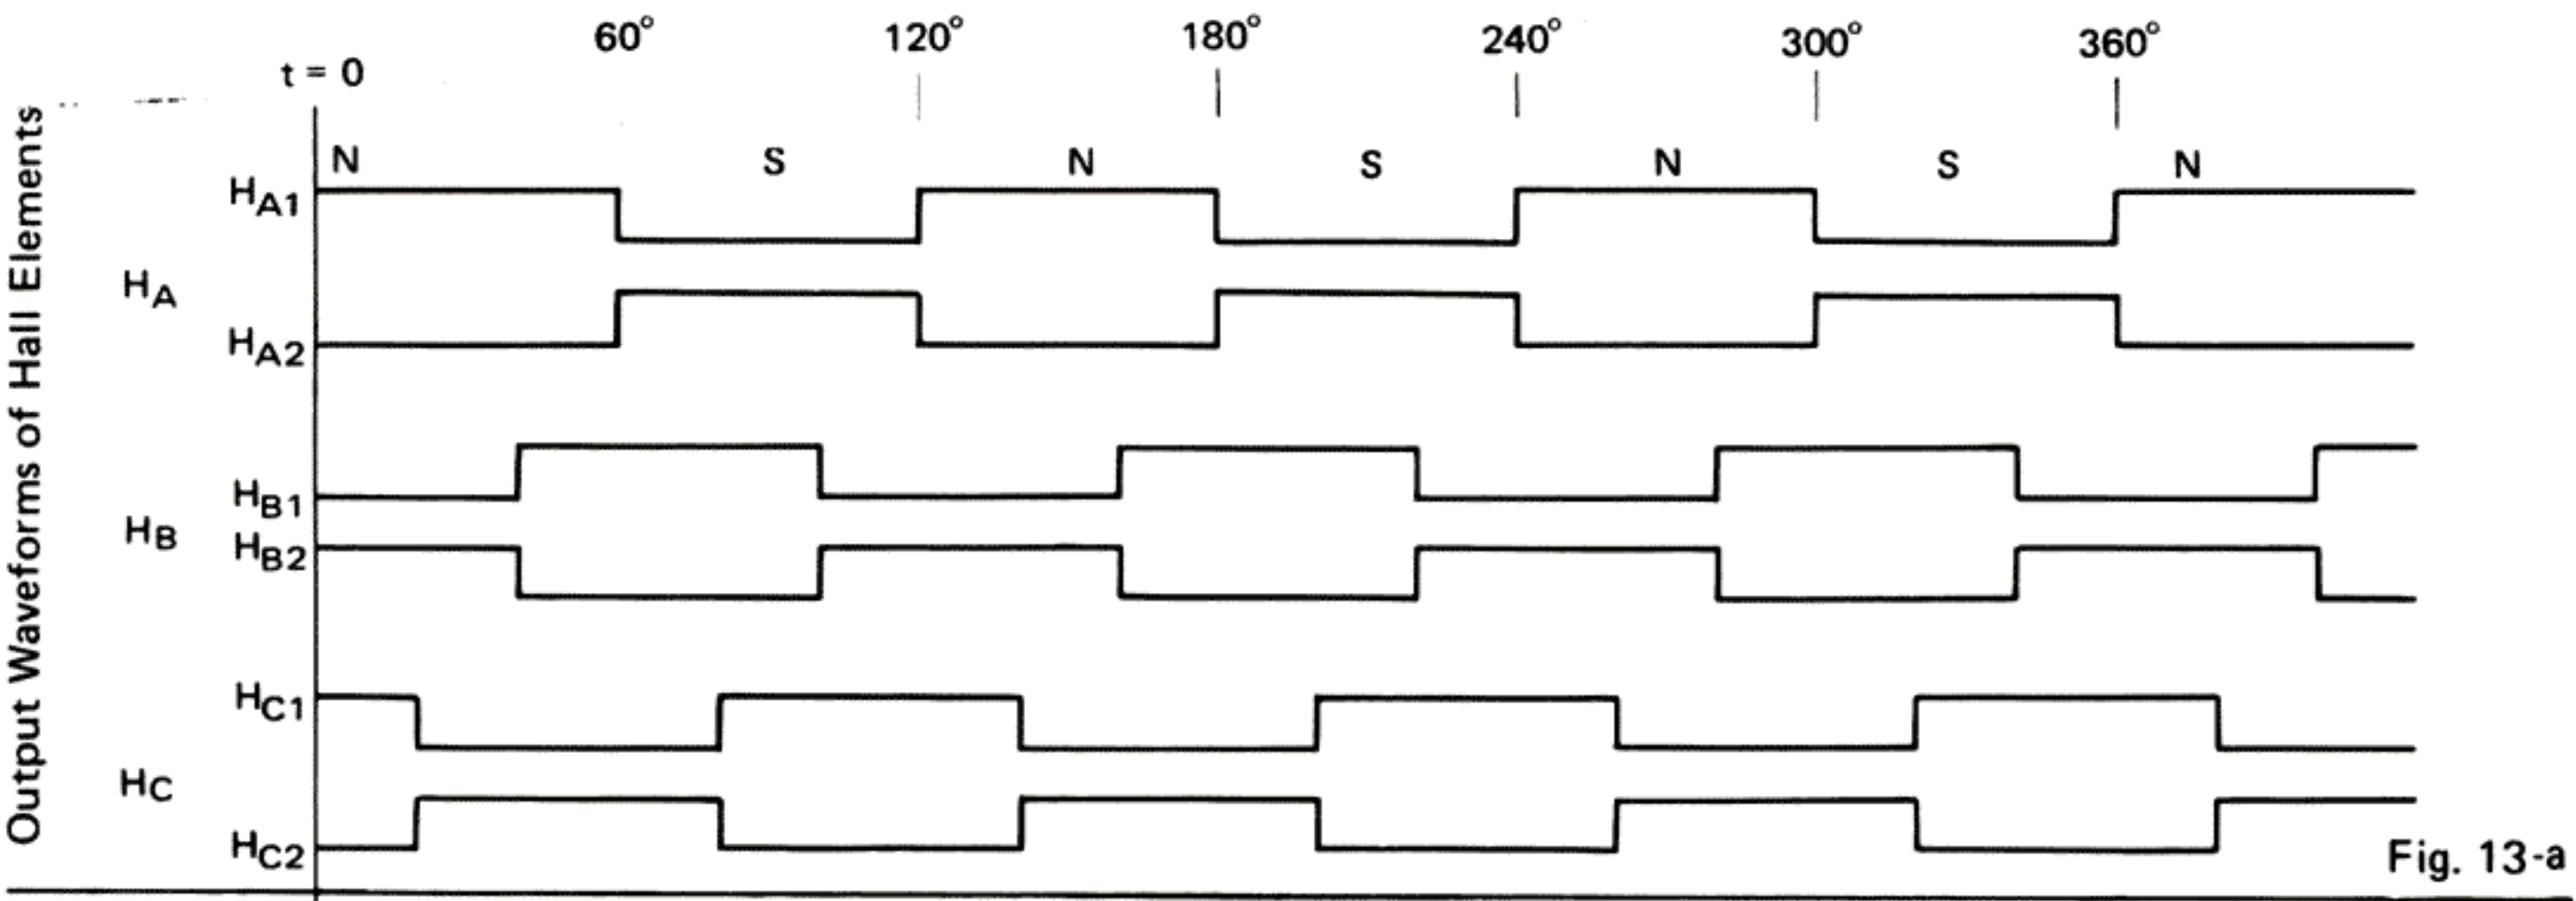 60° 120° 180° 240° 300° 360°
t = 0
N S N S N S N
HA1
HA
HA2
HB1
HB
HB2
HC1
HC
HC2
Output Waveforms of Hall Elements
Fig. 13-a